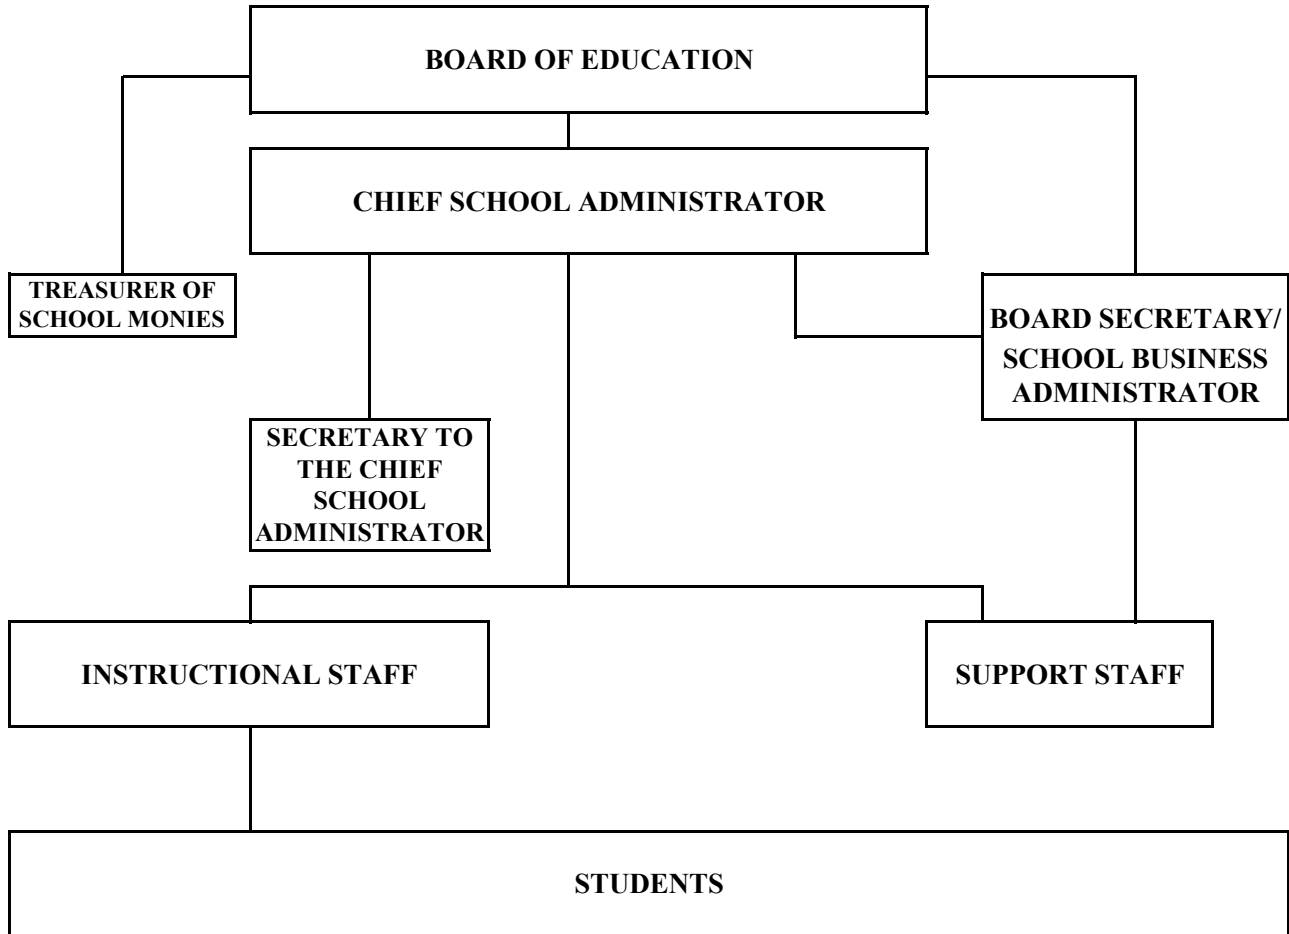 BOARD OF EDUCATION
CHIEF SCHOOL ADMINISTRATOR
TREASURER OF
SCHOOL MONIES
BOARD SECRETARY/
SCHOOL BUSINESS
ADMINISTRATOR
SECRETARY TO
THE CHIEF
SCHOOL
ADMINISTRATOR
INSTRUCTIONAL STAFF
SUPPORT STAFF
STUDENTS